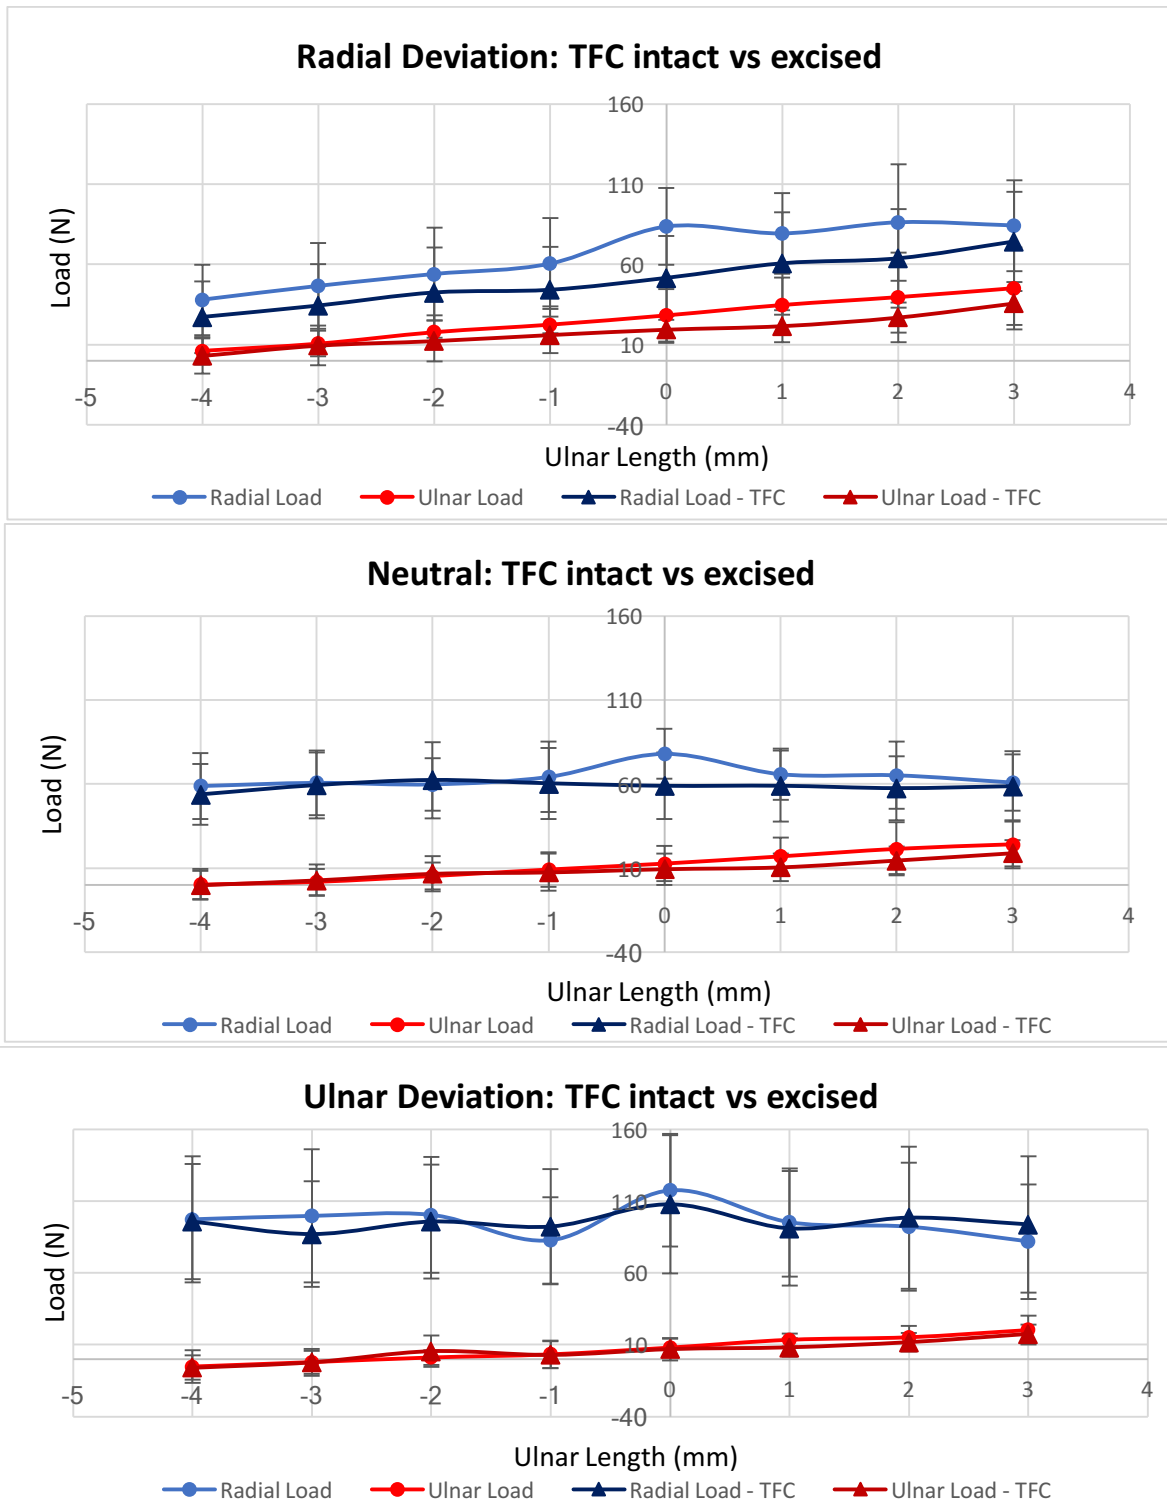 Radial Deviation: TFC intact vs excised
160
110
60
10
-40
Load (N)
-5 -4 -3 -2 -1 0 1 2 3 4
Ulnar Length (mm)
Radial Load Ulnar Load Radial Load - TFC Ulnar Load - TFC
Neutral: TFC intact vs excised
160
110
60
10
-40
Load (N)
-5 -4 -3 -2 -1 0 1 2 3 4
Ulnar Length (mm)
Radial Load Ulnar Load Radial Load - TFC Ulnar Load - TFC
Ulnar Deviation: TFC intact vs excised
160
110
60
10
-40
Load (N)
-5 -4 -3 -2 -1 0 1 2 3 4
Ulnar Length (mm)
Radial Load Ulnar Load Radial Load - TFC Ulnar Load - TFC